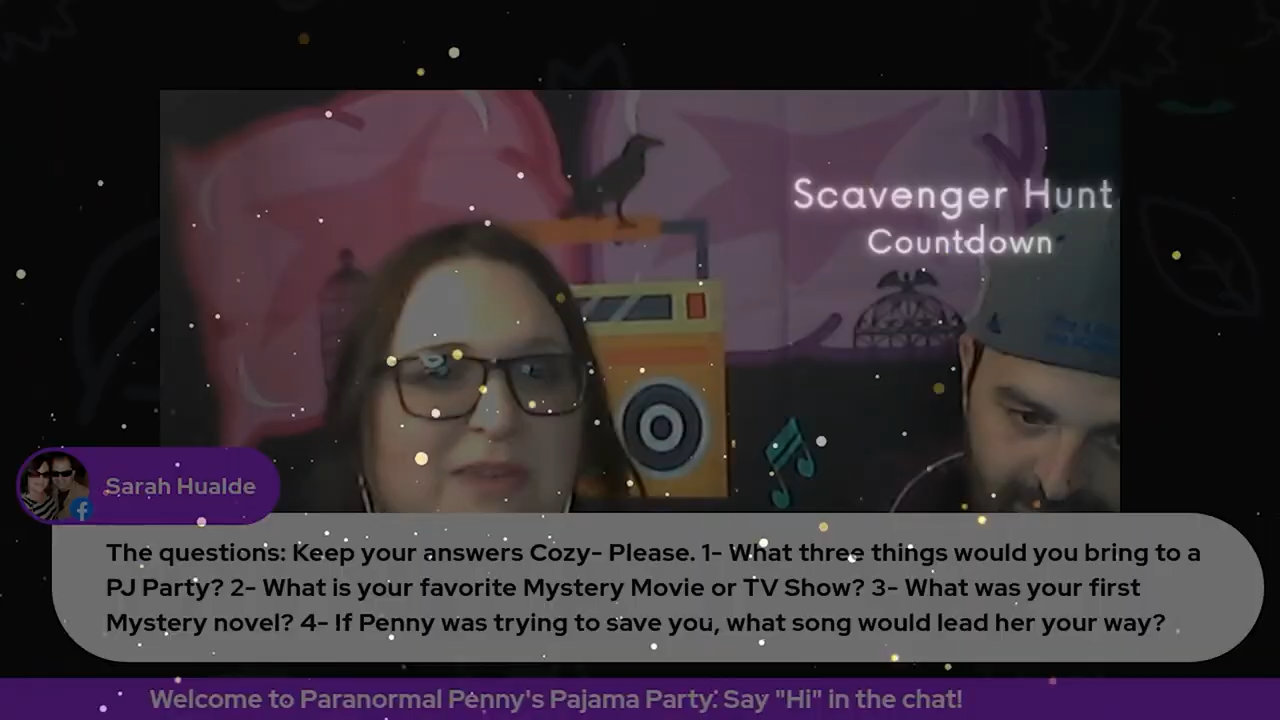 Scavenger Hunt
Countdown
Sarah Hualde
The questions: Keep your answers Cozy- Please. 1- What three things would you bring to a
PJ Party? 2- What is your favorite Mystery Movie or TV Show? 3- What was your first
Mystery novel? 4- If Penny was trying to save you, what song would lead her your way?
Welcome to Paranormal Penny's Pajama Party. Say "Hi" in the chat!